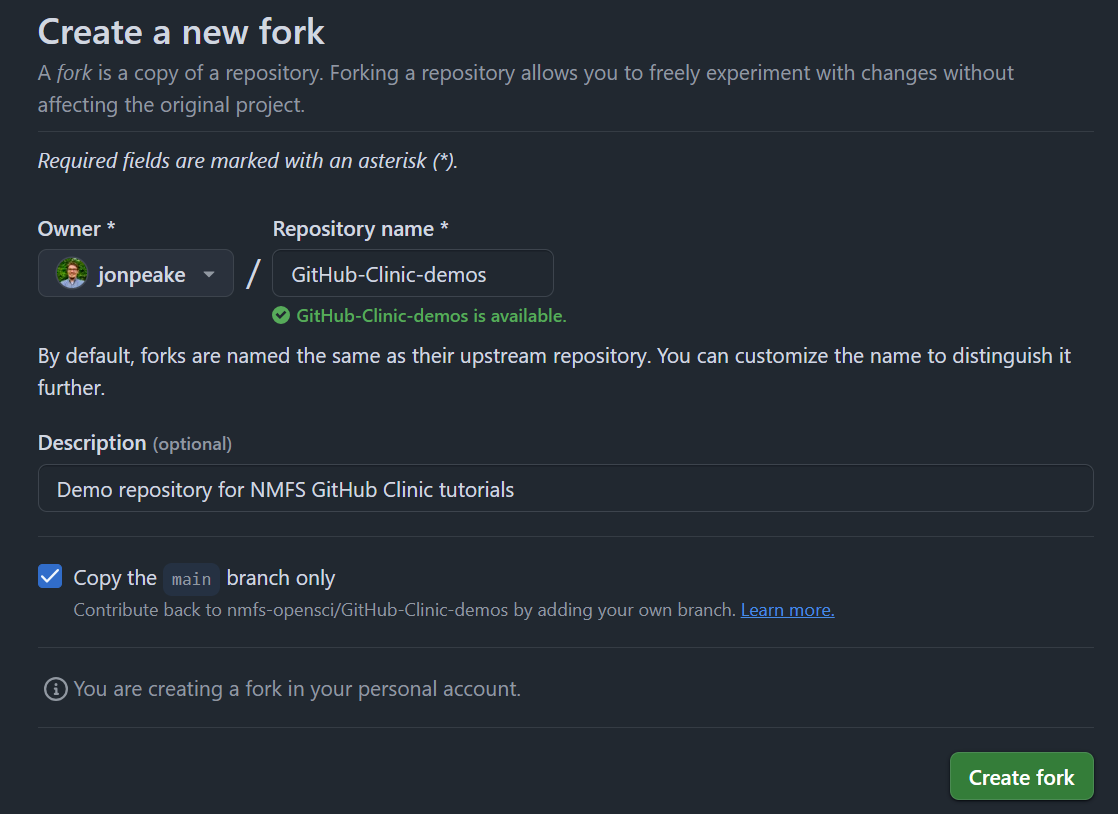 Create a new fork
A fork is a copy of a repository. Forking a repository allows you to freely experiment with changes without
affecting the original project.
Required fields are marked with an asterisk (*).
Owner *
Repository name *
jonpeake
/
GitHub-Clinic-demos
GitHub-Clinic-demos is available.
By default, forks are named the same as their upstream repository. You can customize the name to distinguish it
further.
Description (optional)
Demo repository for NMFS GitHub Clinic tutorials
Copy the main branch only
Contribute back to nmfs-opensci/GitHub-Clinic-demos by adding your own branch. Learn more.
You are creating a fork in your personal account.
Create fork